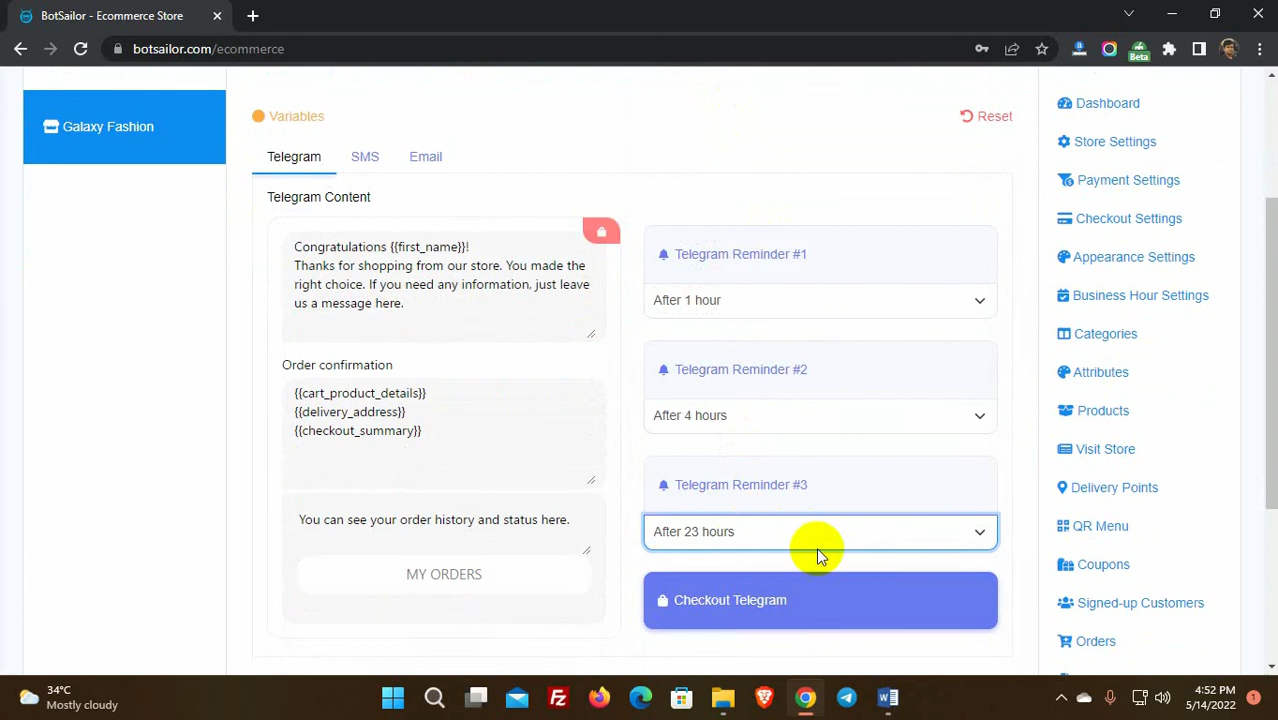 BotSailor - Ecommerce Store
botsailor.com/ecommerce
Beta
Galaxy Fashion
Variables
Reset
Telegram
SMS
Email
Telegram Content
Congratulations {{first_name}}!
Thanks for shopping from our store. You made the
right choice. If you need any information, just leave
us a message here.
Order confirmation
{{cart_product_details}}
{{delivery_address}}
{{checkout_summary}}
You can see your order history and status here.
MY ORDERS
Telegram Reminder #1
After 1 hour
Telegram Reminder #2
After 4 hours
Telegram Reminder #3
After 23 hours
Checkout Telegram
Dashboard
Store Settings
Payment Settings
Checkout Settings
Appearance Settings
Business Hour Settings
Categories
Attributes
Products
Visit Store
Delivery Points
QR Menu
Coupons
Signed-up Customers
Orders
34°C
Mostly cloudy
4:52 PM
5/14/2022
1